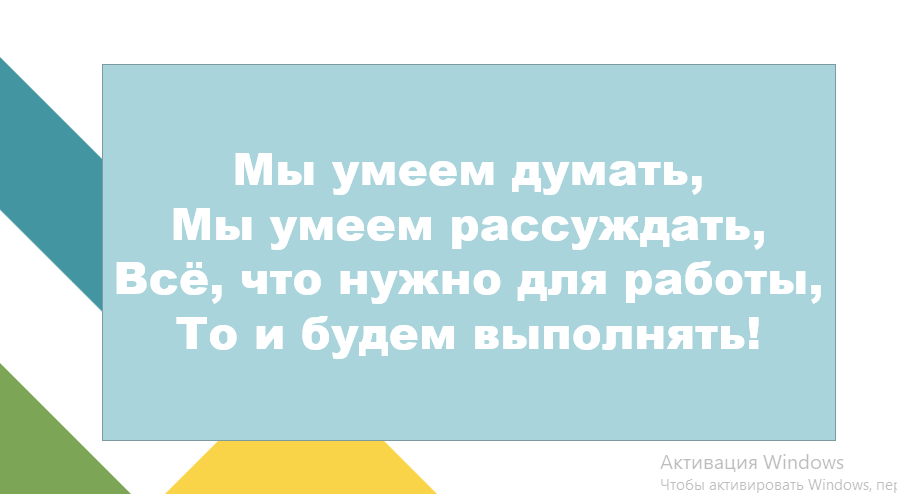 Мы умеем думать,
Мы умеем рассуждать,
Всё, что нужно для работы,
То и будем выполнять!
Активация Windows
Чтобы активировать Windows,